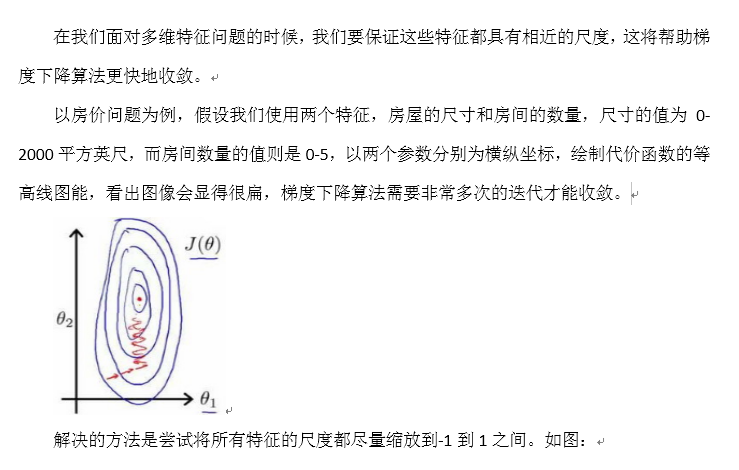 在我们面对多维特征问题的时候，我们要保证这些特征都具有相近的尺度，这将帮助梯
度下降算法更快地收敛。
以房价问题为例，假设我们使用两个特征，房屋的尺寸和房间的数量，尺寸的值为 0-
2000 平方英尺，而房间数量的值则是 0-5，以两个参数分别为横纵坐标，绘制代价函数的等
高线图能，看出图像会显得很扁，梯度下降算法需要非常多次的迭代才能收敛。
J(θ)
θ₂
θ₁
解决的方法是尝试将所有特征的尺度都尽量缩放到-1 到 1 之间。如图：